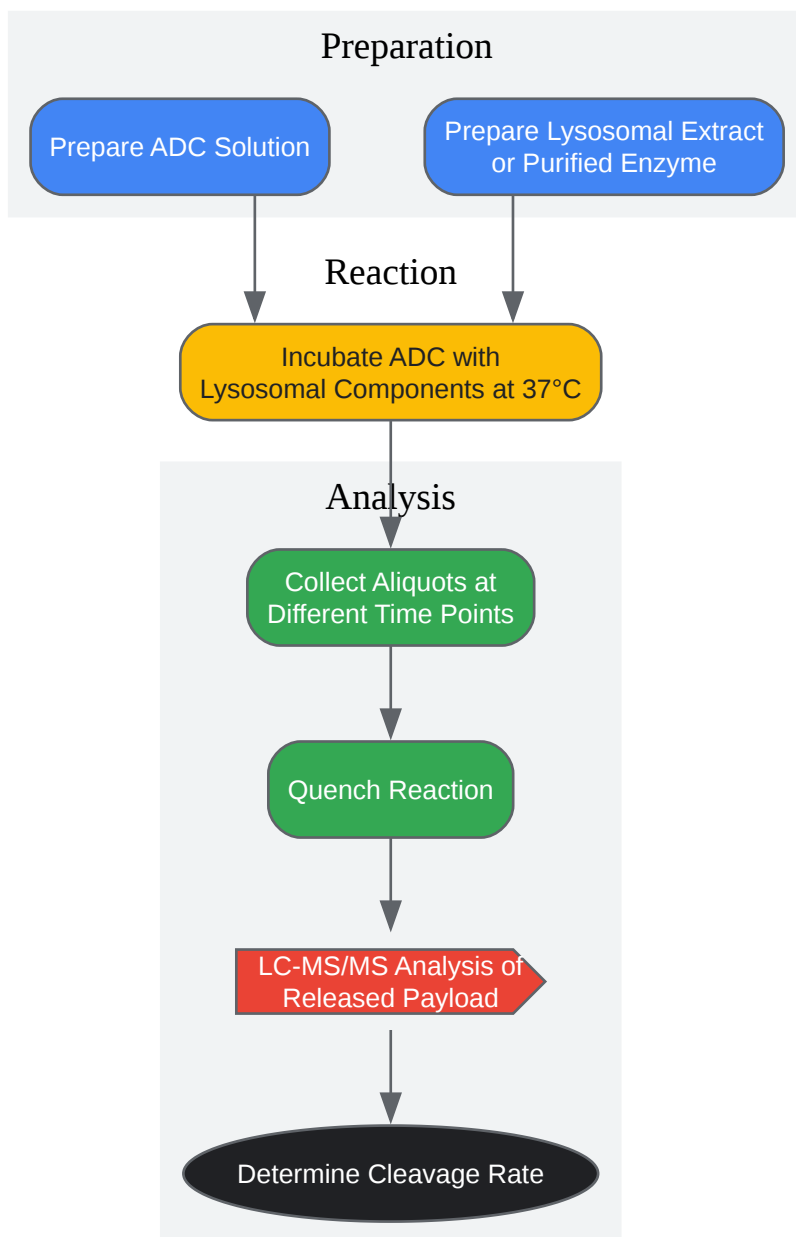 Preparation
Prepare ADC Solution
Prepare Lysosomal Extract
or Purified Enzyme
Reaction
Incubate ADC with
Lysosomal Components at 37°C
Analysis
Collect Aliquots at
Different Time Points
Quench Reaction
LC-MS/MS Analysis of
Released Payload
Determine Cleavage Rate